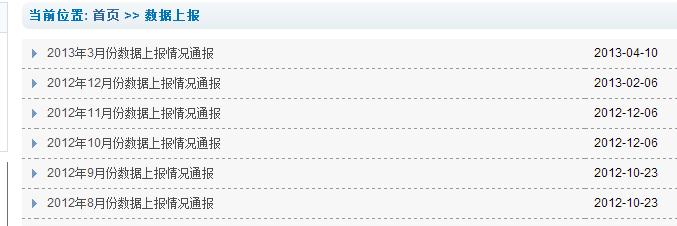 当前位置: 首页 >> 数据上报
2013年3月份数据上报情况通报 2013-04-10
2012年12月份数据上报情况通报 2013-02-06
2012年11月份数据上报情况通报 2012-12-06
2012年10月份数据上报情况通报 2012-12-06
2012年9月份数据上报情况通报 2012-10-23
2012年8月份数据上报情况通报 2012-10-23